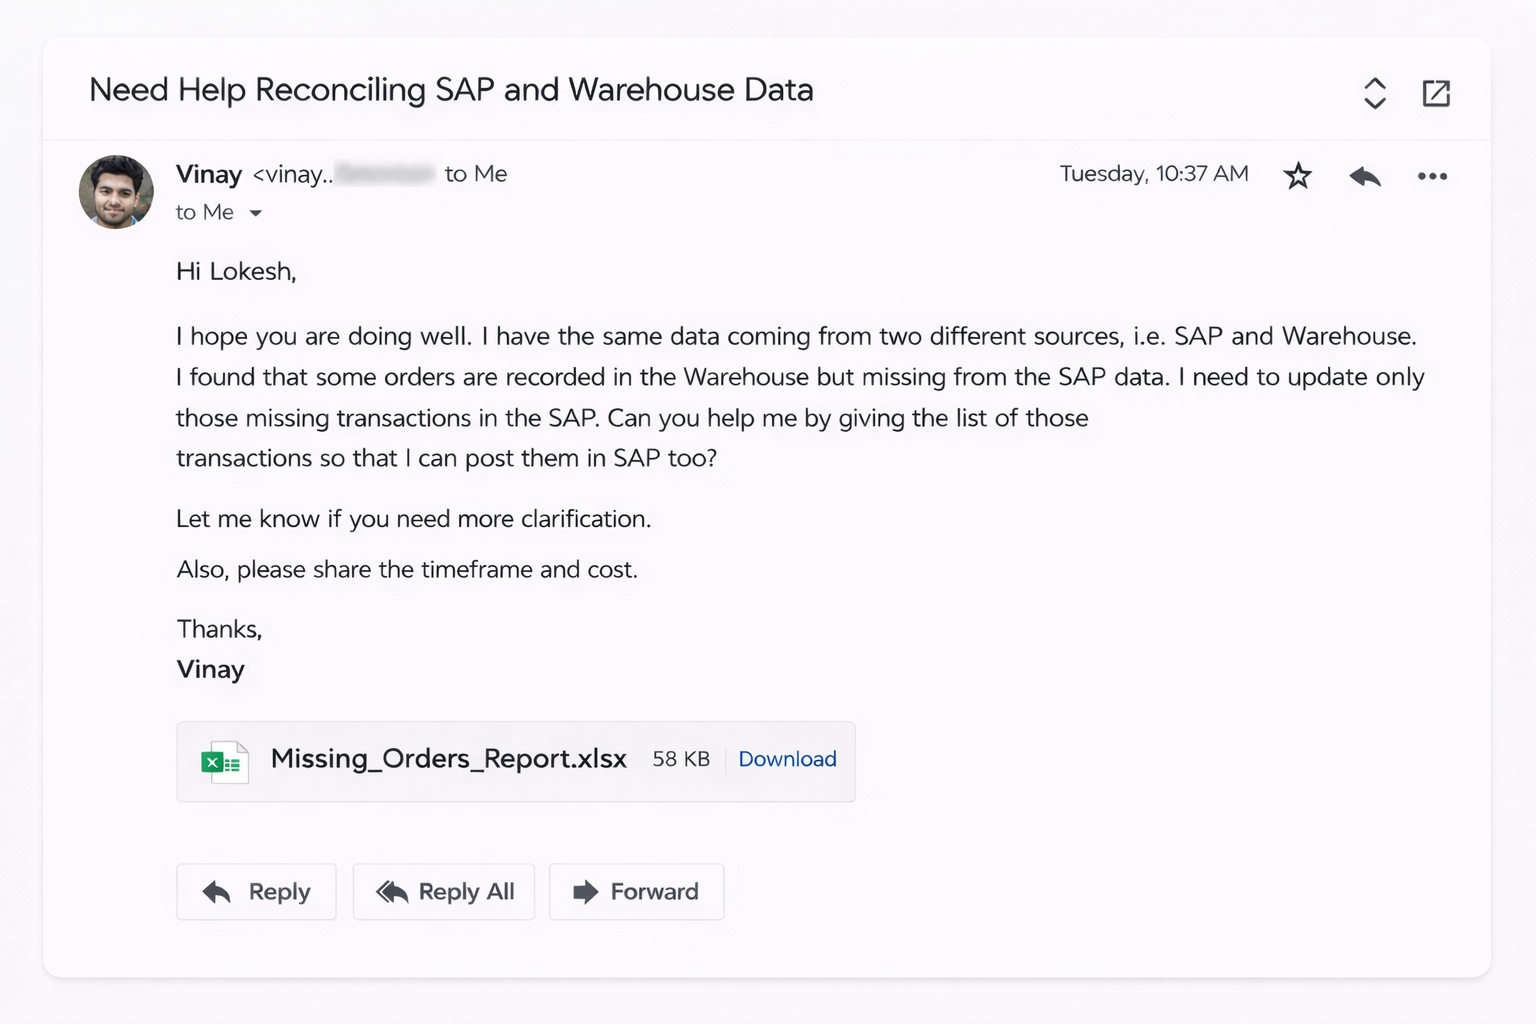 Need Help Reconciling SAP and Warehouse Data
Vinay <vinay.. to Me
Tuesday, 10:37 AM
to Me
Hi Lokesh,
I hope you are doing well. I have the same data coming from two different sources, i.e. SAP and Warehouse.
I found that some orders are recorded in the Warehouse but missing from the SAP data. I need to update only
those missing transactions in the SAP. Can you help me by giving the list of those
transactions so that I can post them in SAP too?
Let me know if you need more clarification.
Also, please share the timeframe and cost.
Thanks,
Vinay
Missing_Orders_Report.xlsx 58 KB Download
Reply Reply All Forward